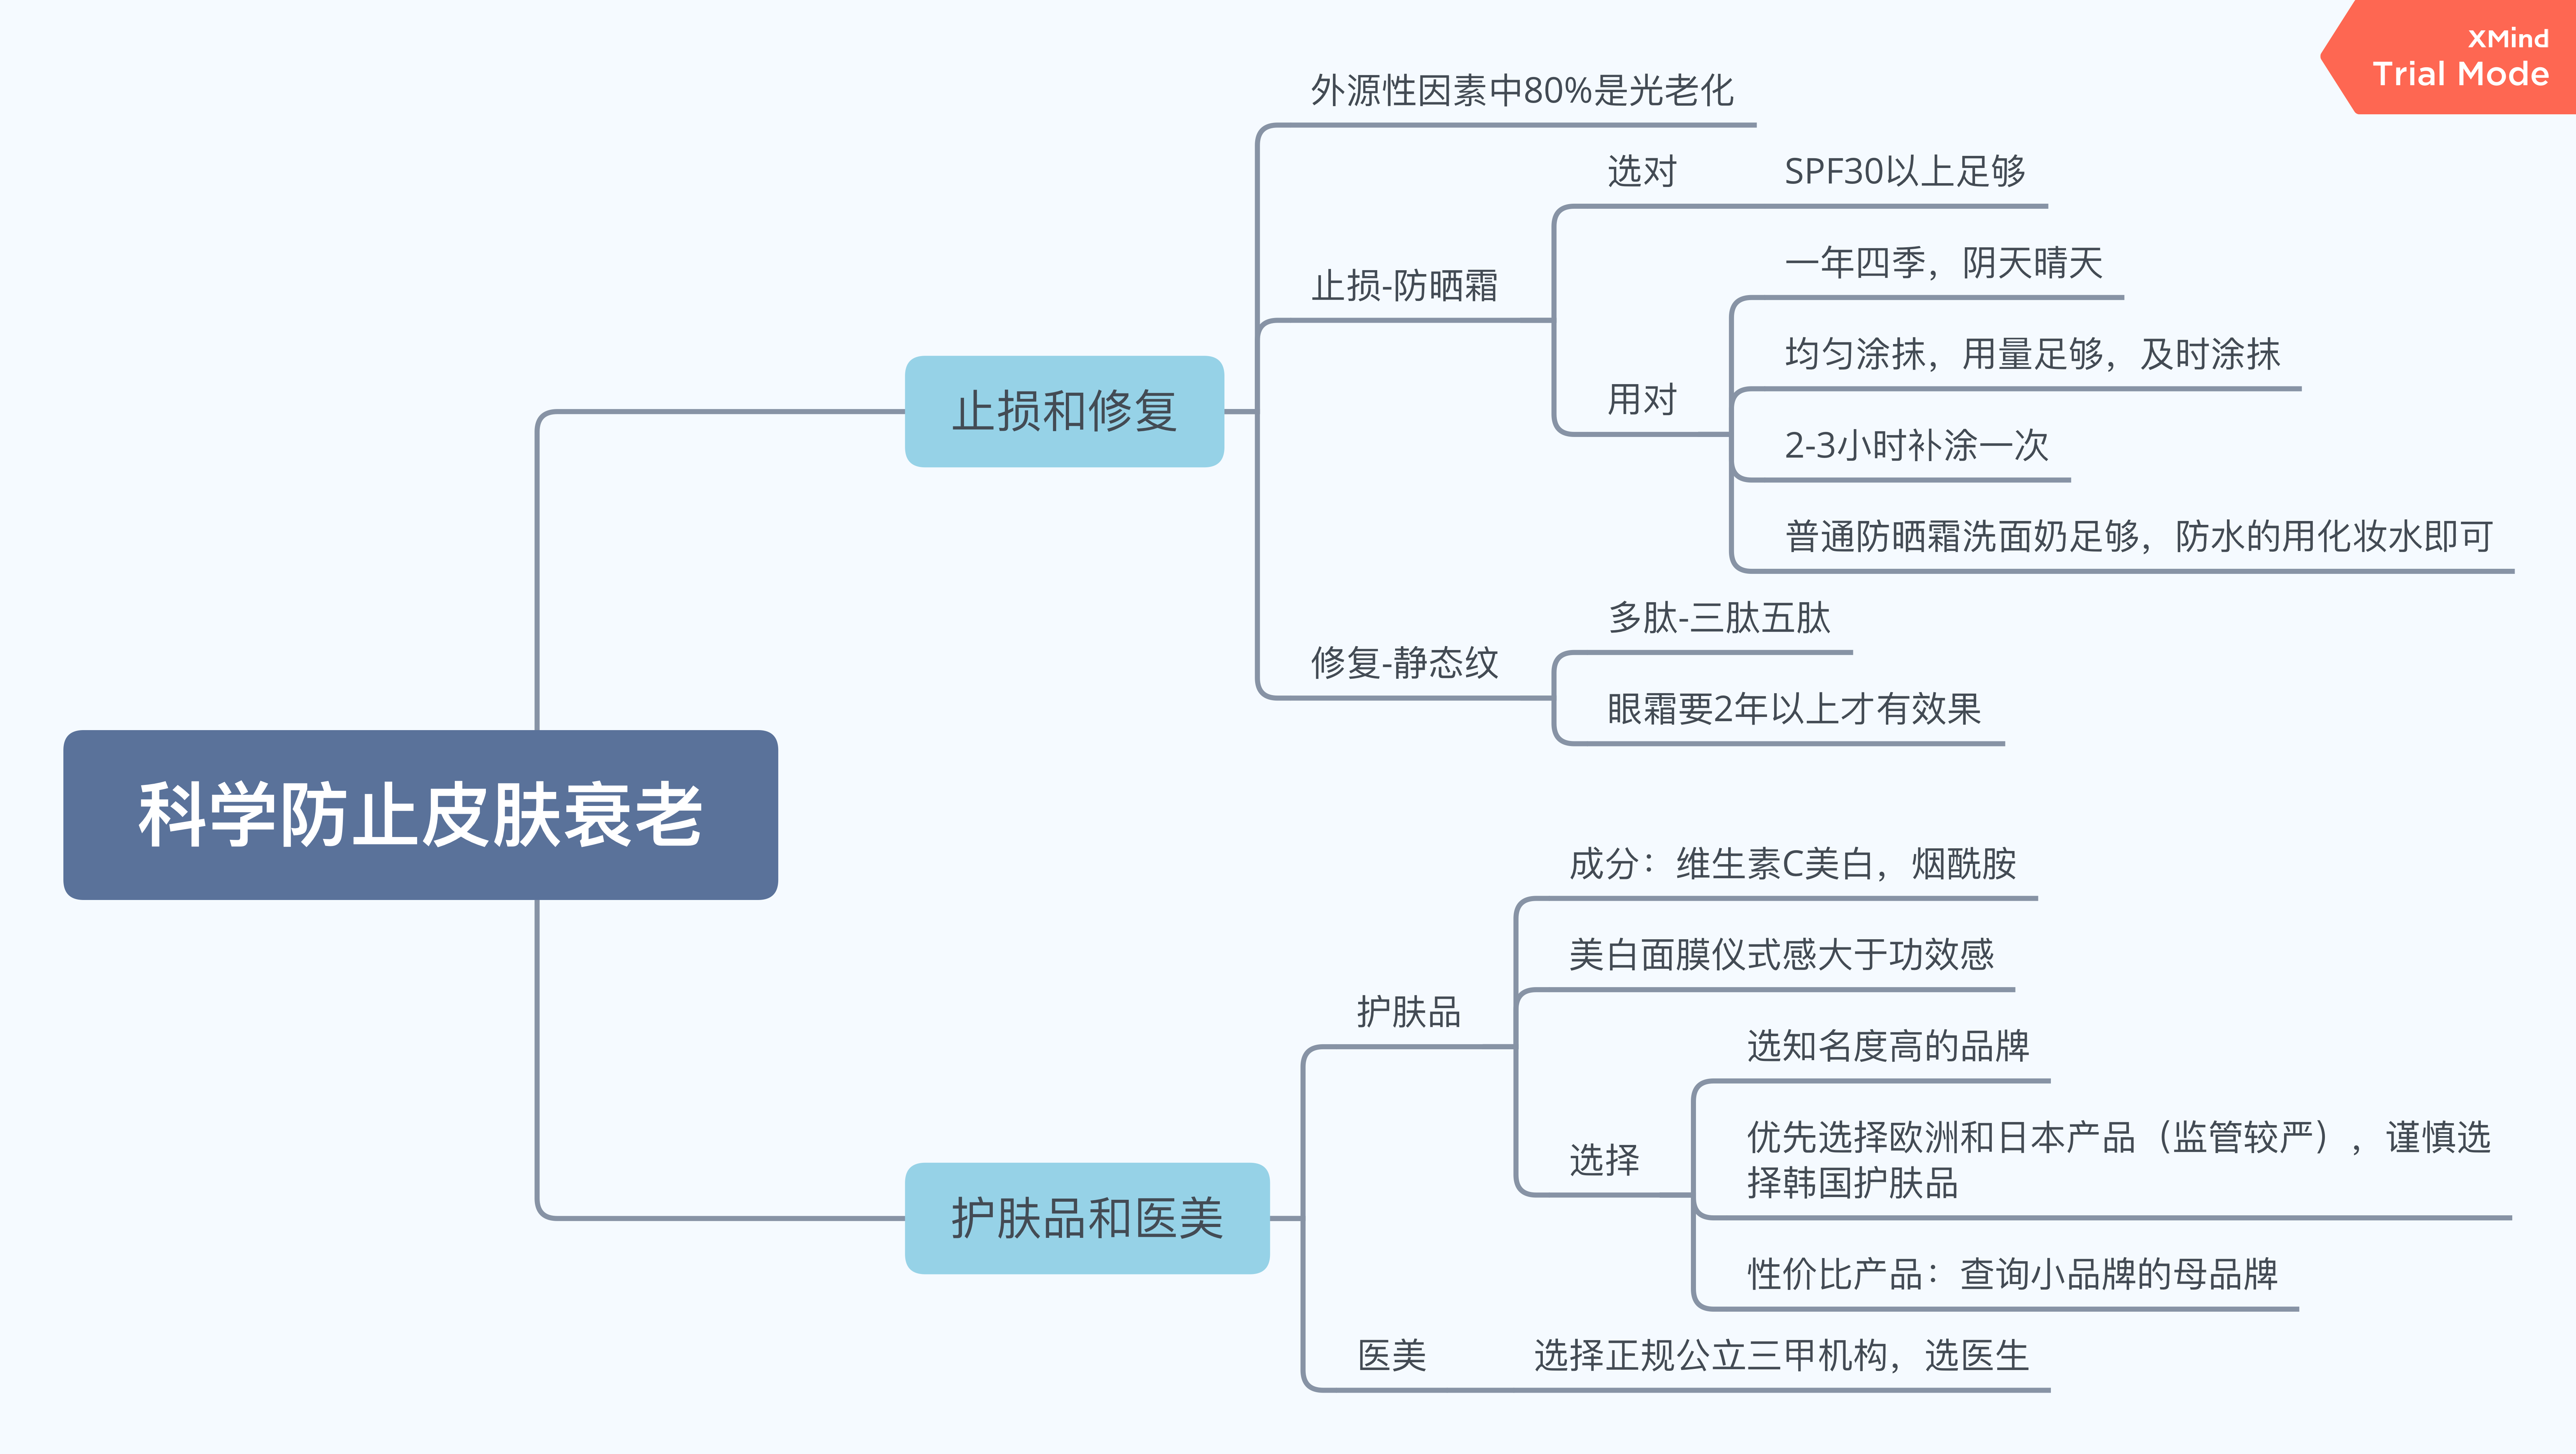 XMind
Trial Mode
外源性因素中80%是光老化
选对
SPF30以上足够
一年四季，阴天晴天
止损-防晒霜
均匀涂抹，用量足够，及时涂抹
用对
止损和修复
2-3小时补涂一次
普通防晒霜洗面奶足够，防水的用化妆水即可
多肽-三肽五肽
修复-静态纹
眼霜要2年以上才有效果
科学防止皮肤衰老
成分：维生素C美白，烟酰胺
美白面膜仪式感大于功效感
护肤品
选知名度高的品牌
优先选择欧洲和日本产品（监管较严），谨慎选
择韩国护肤品
选择
护肤品和医美
性价比产品：查询小品牌的母品牌
医美
选择正规公立三甲机构，选医生